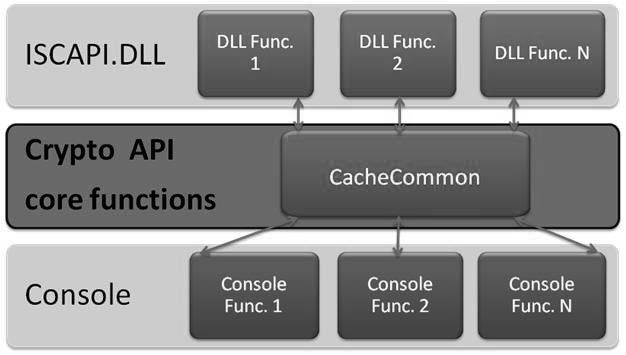 ISCAPI.DLL
DLL Func.
1
DLL Func.
2
DLL Func. N
Crypto API
core functions
CacheCommon
Console
Console
Func. 1
Console
Func. 2
Console
Func. N